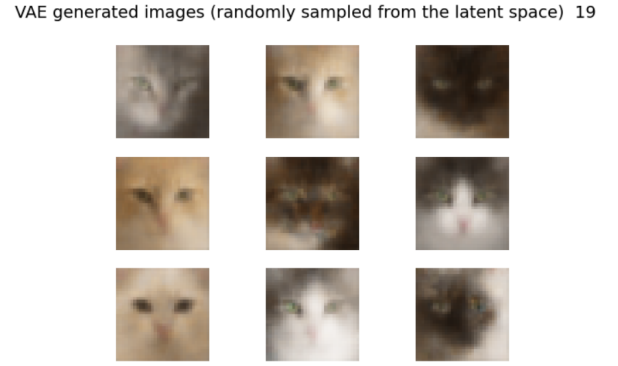 VAE generated images (randomly sampled from the latent space)  19